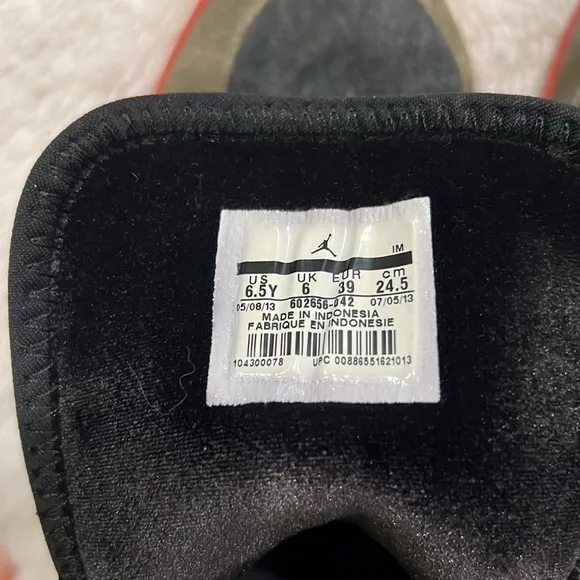 IM
US UK EUR cm
6.5Y 6 39 24.5
05/08/13 602656-042 07/05/13
MADE IN INDONESIA
FABRIQUE EN INDONESIE
104300078 UPC 00886551621013